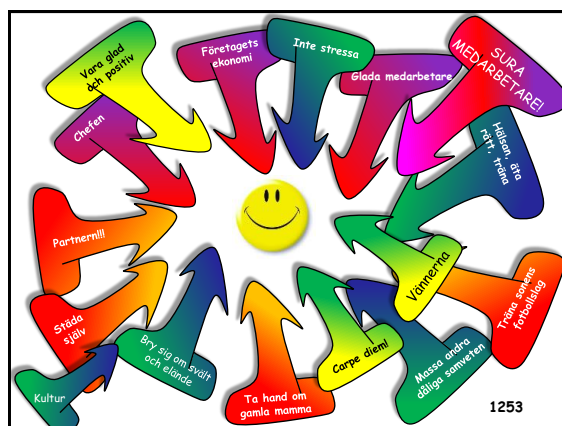 Vara glad
och positiv
Företagets
ekonomi
Inte stressa
Glada medarbetare
SURA
MEDARBETARE!
Chefen
Hälsan, äta
rätt, träna
Partnern!!!
Vännerna
Träna sonens
fotbollslag
Städa
själv
Bry sig om svält
och elände
Carpe diem!
Massa andra
dåliga samveten
Kultur
Ta hand om
gamla mamma
1253